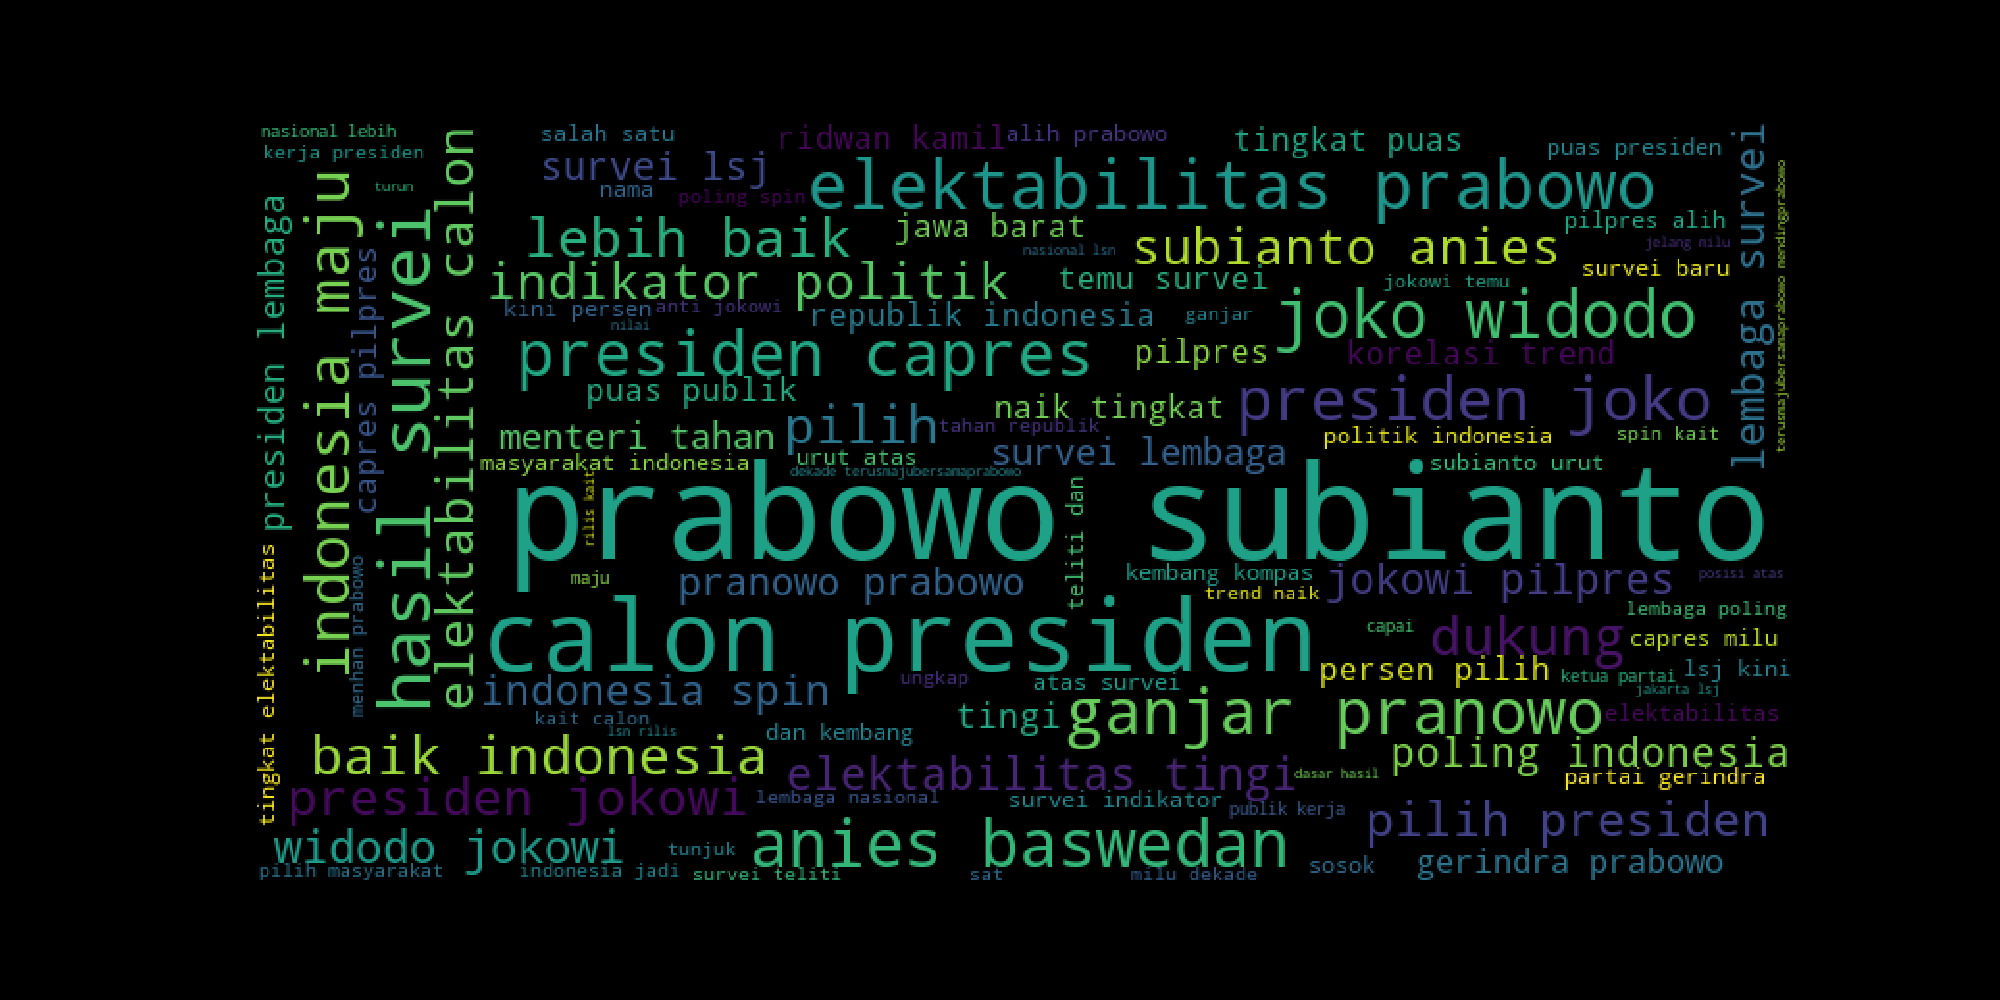 nasional lebih
kerja presiden
turun
presiden lembaga
indonesia maju
capres pilpres
hasil survei
elektabilitas calon
tingkat elektabilitas
menhan prabowo
salah satu
ridwan kamil
alih prabowo
tingkat puas
puas presiden
survei lsj
nama
poling spin
elektabilitas prabowo
lembaga survei
terusmajubersamaprabowo mendingprabowo
lebih baik
jawa barat
nasional lsn
subianto anies
pilpres alih
jelang milu
survei baru
indikator politik
temu survei
jokowi temu
kini persen
anti jokowi
nilai
republik indonesia
ganjar
joko widodo
presiden capres
pilpres
korelasi trend
puas publik
naik tingkat
presiden joko
menteri tahan
pilih
tahan republik
politik indonesia
spin kait
masyarakat indonesia
urut atas
survei lembaga
subianto urut
dekade terusmajubersamaprabowo
rilis kait
prabowo subianto
teliti dan
maju
pranowo prabowo
kembang kompas
jokowi pilpres
posisi atas
trend naik
calon presiden
lembaga poling
capai
dukung
capres milu
indonesia spin
ungkap
atas survei
persen pilih
ketua partai
lsj kini
jakarta lsj
kait calon
lsn rilis
dan kembang
tingi
ganjar pranowo
elektabilitas
baik indonesia
elektabilitas tingi
dasar hasil
poling indonesia
partai gerindra
presiden jokowi
lembaga nasional
survei indikator
publik kerja
pilih presiden
widodo jokowi
tunjuk
anies baswedan
sosok
gerindra prabowo
pilih masyarakat
indonesia jadi
survei teliti
sat
milu dekade